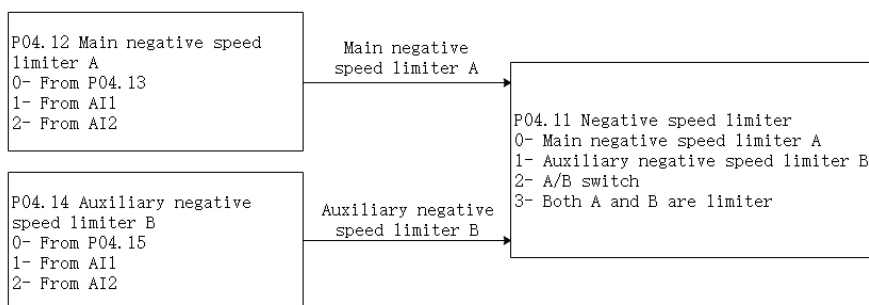 P04.12 Main negative speed
limiter A
0- From P04.13
1- From AI1
2- From AI2
Main negative
speed limiter A
P04.14 Auxiliary negative
speed limiter B
0- From P04.15
1- From AI1
2- From AI2
Auxiliary negative
speed limiter B
P04.11 Negative speed limiter
0- Main negative speed limiter A
1- Auxiliary negative speed limiter B
2- A/B switch
3- Both A and B are limiter